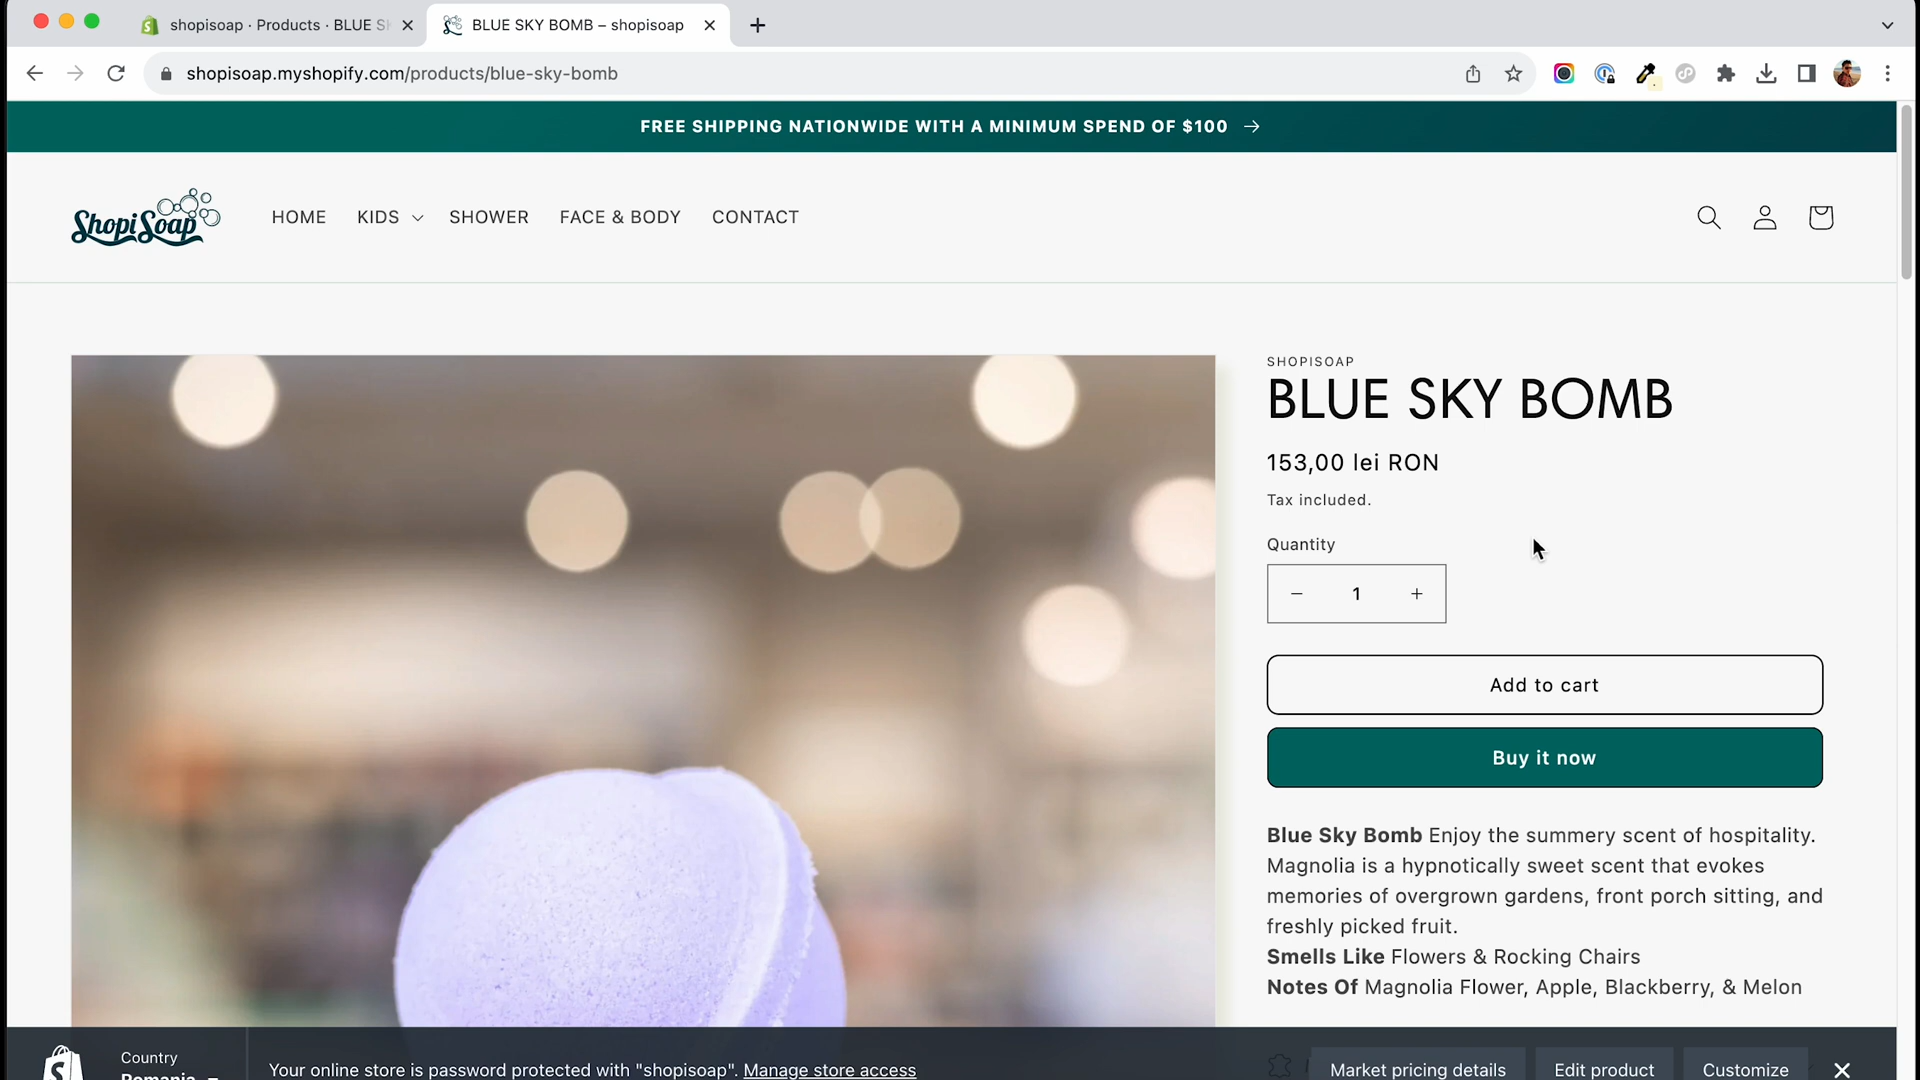 shopisoap · Products · BLUE S
BLUE SKY BOMB – shopisoap
shopisoap.myshopify.com/products/blue-sky-bomb
FREE SHIPPING NATIONWIDE WITH A MINIMUM SPEND OF $100 →
ShopiSoap
HOME KIDS SHOWER FACE & BODY CONTACT
SHOPISOAP
BLUE SKY BOMB
153,00 lei RON
Tax included.
Quantity
− 1 +
Add to cart
Buy it now
Blue Sky Bomb Enjoy the summery scent of hospitality.
Magnolia is a hypnotically sweet scent that evokes
memories of overgrown gardens, front porch sitting, and
freshly picked fruit.
Smells Like Flowers & Rocking Chairs
Notes Of Magnolia Flower, Apple, Blackberry, & Melon
Country
Romania
Your online store is password protected with "shopisoap". Manage store access
Market pricing details
Edit product
Customize